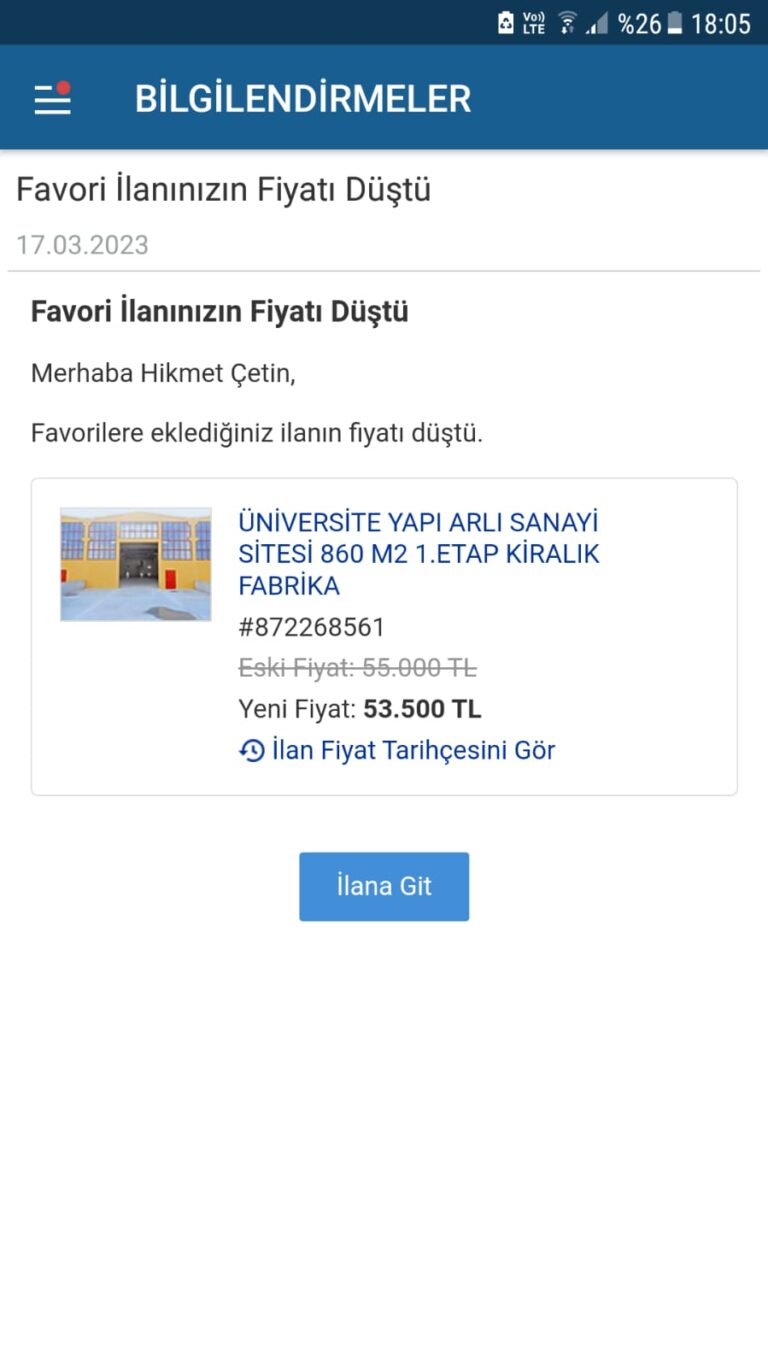 Vo)) LTE %26 18:05
BİLGİLENDİRMELER
Favori İlanınızın Fiyatı Düştü
17.03.2023
Favori İlanınızın Fiyatı Düştü
Merhaba Hikmet Çetin,
Favorilere eklediğiniz ilanın fiyatı düştü.
ÜNİVERSİTE YAPI ARLI SANAYİ
SİTESİ 860 M2 1.ETAP KİRALIK
FABRİKA
#872268561
Eski Fiyat: 55.000 TL
Yeni Fiyat: 53.500 TL
İlan Fiyat Tarihçesini Gör
İlana Git